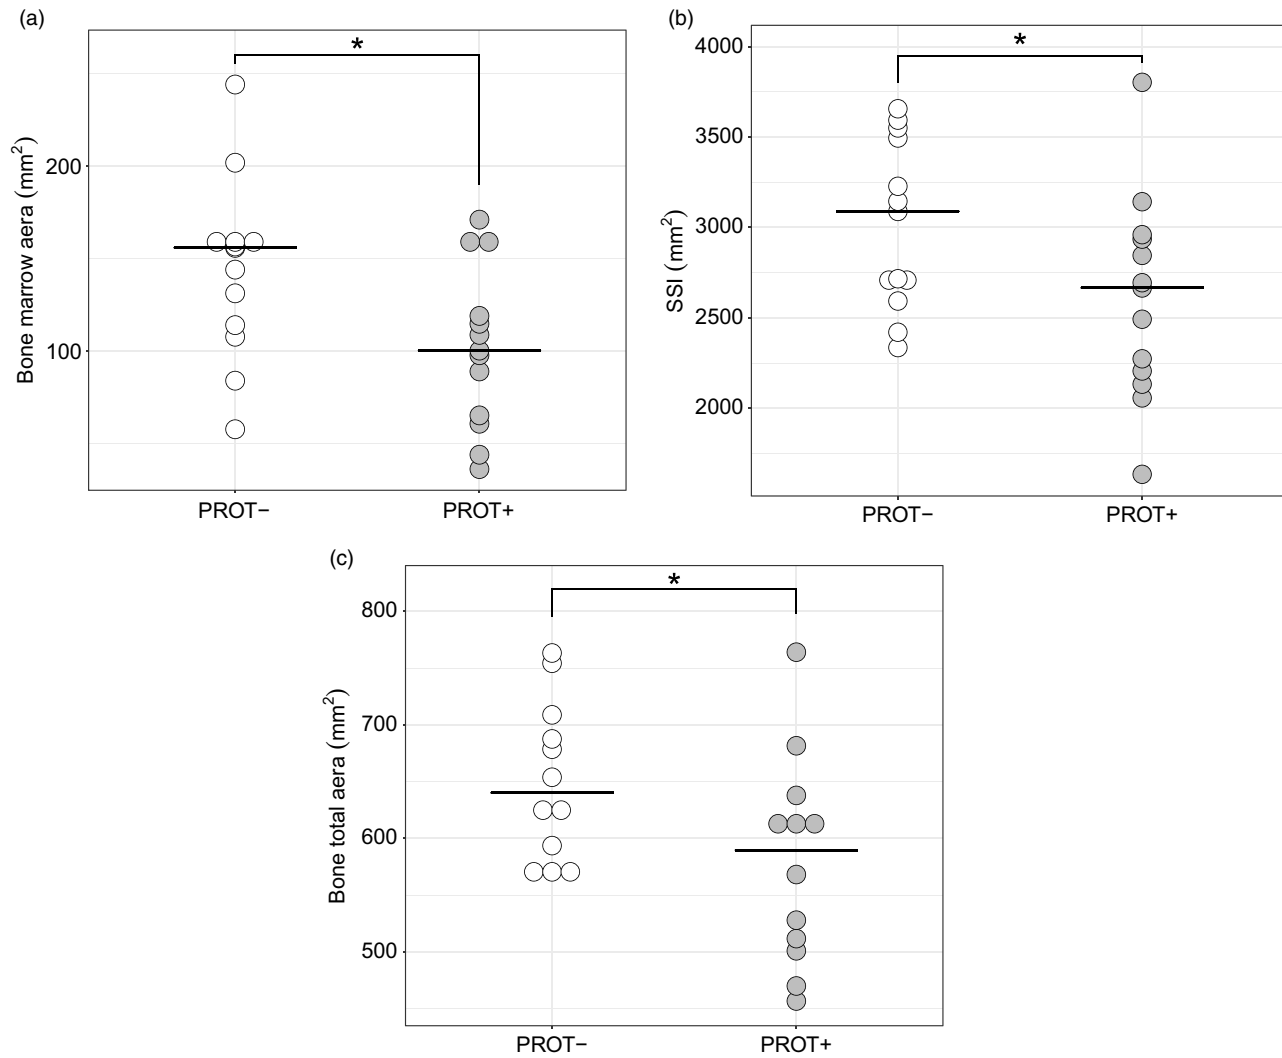 (a)
*
200
100
Bone marrow aera (mm²)
PROT−
PROT+
(b)
*
4000
3500
3000
2500
2000
SSI (mm²)
PROT−
PROT+
(c)
*
800
700
600
500
Bone total aera (mm²)
PROT−
PROT+